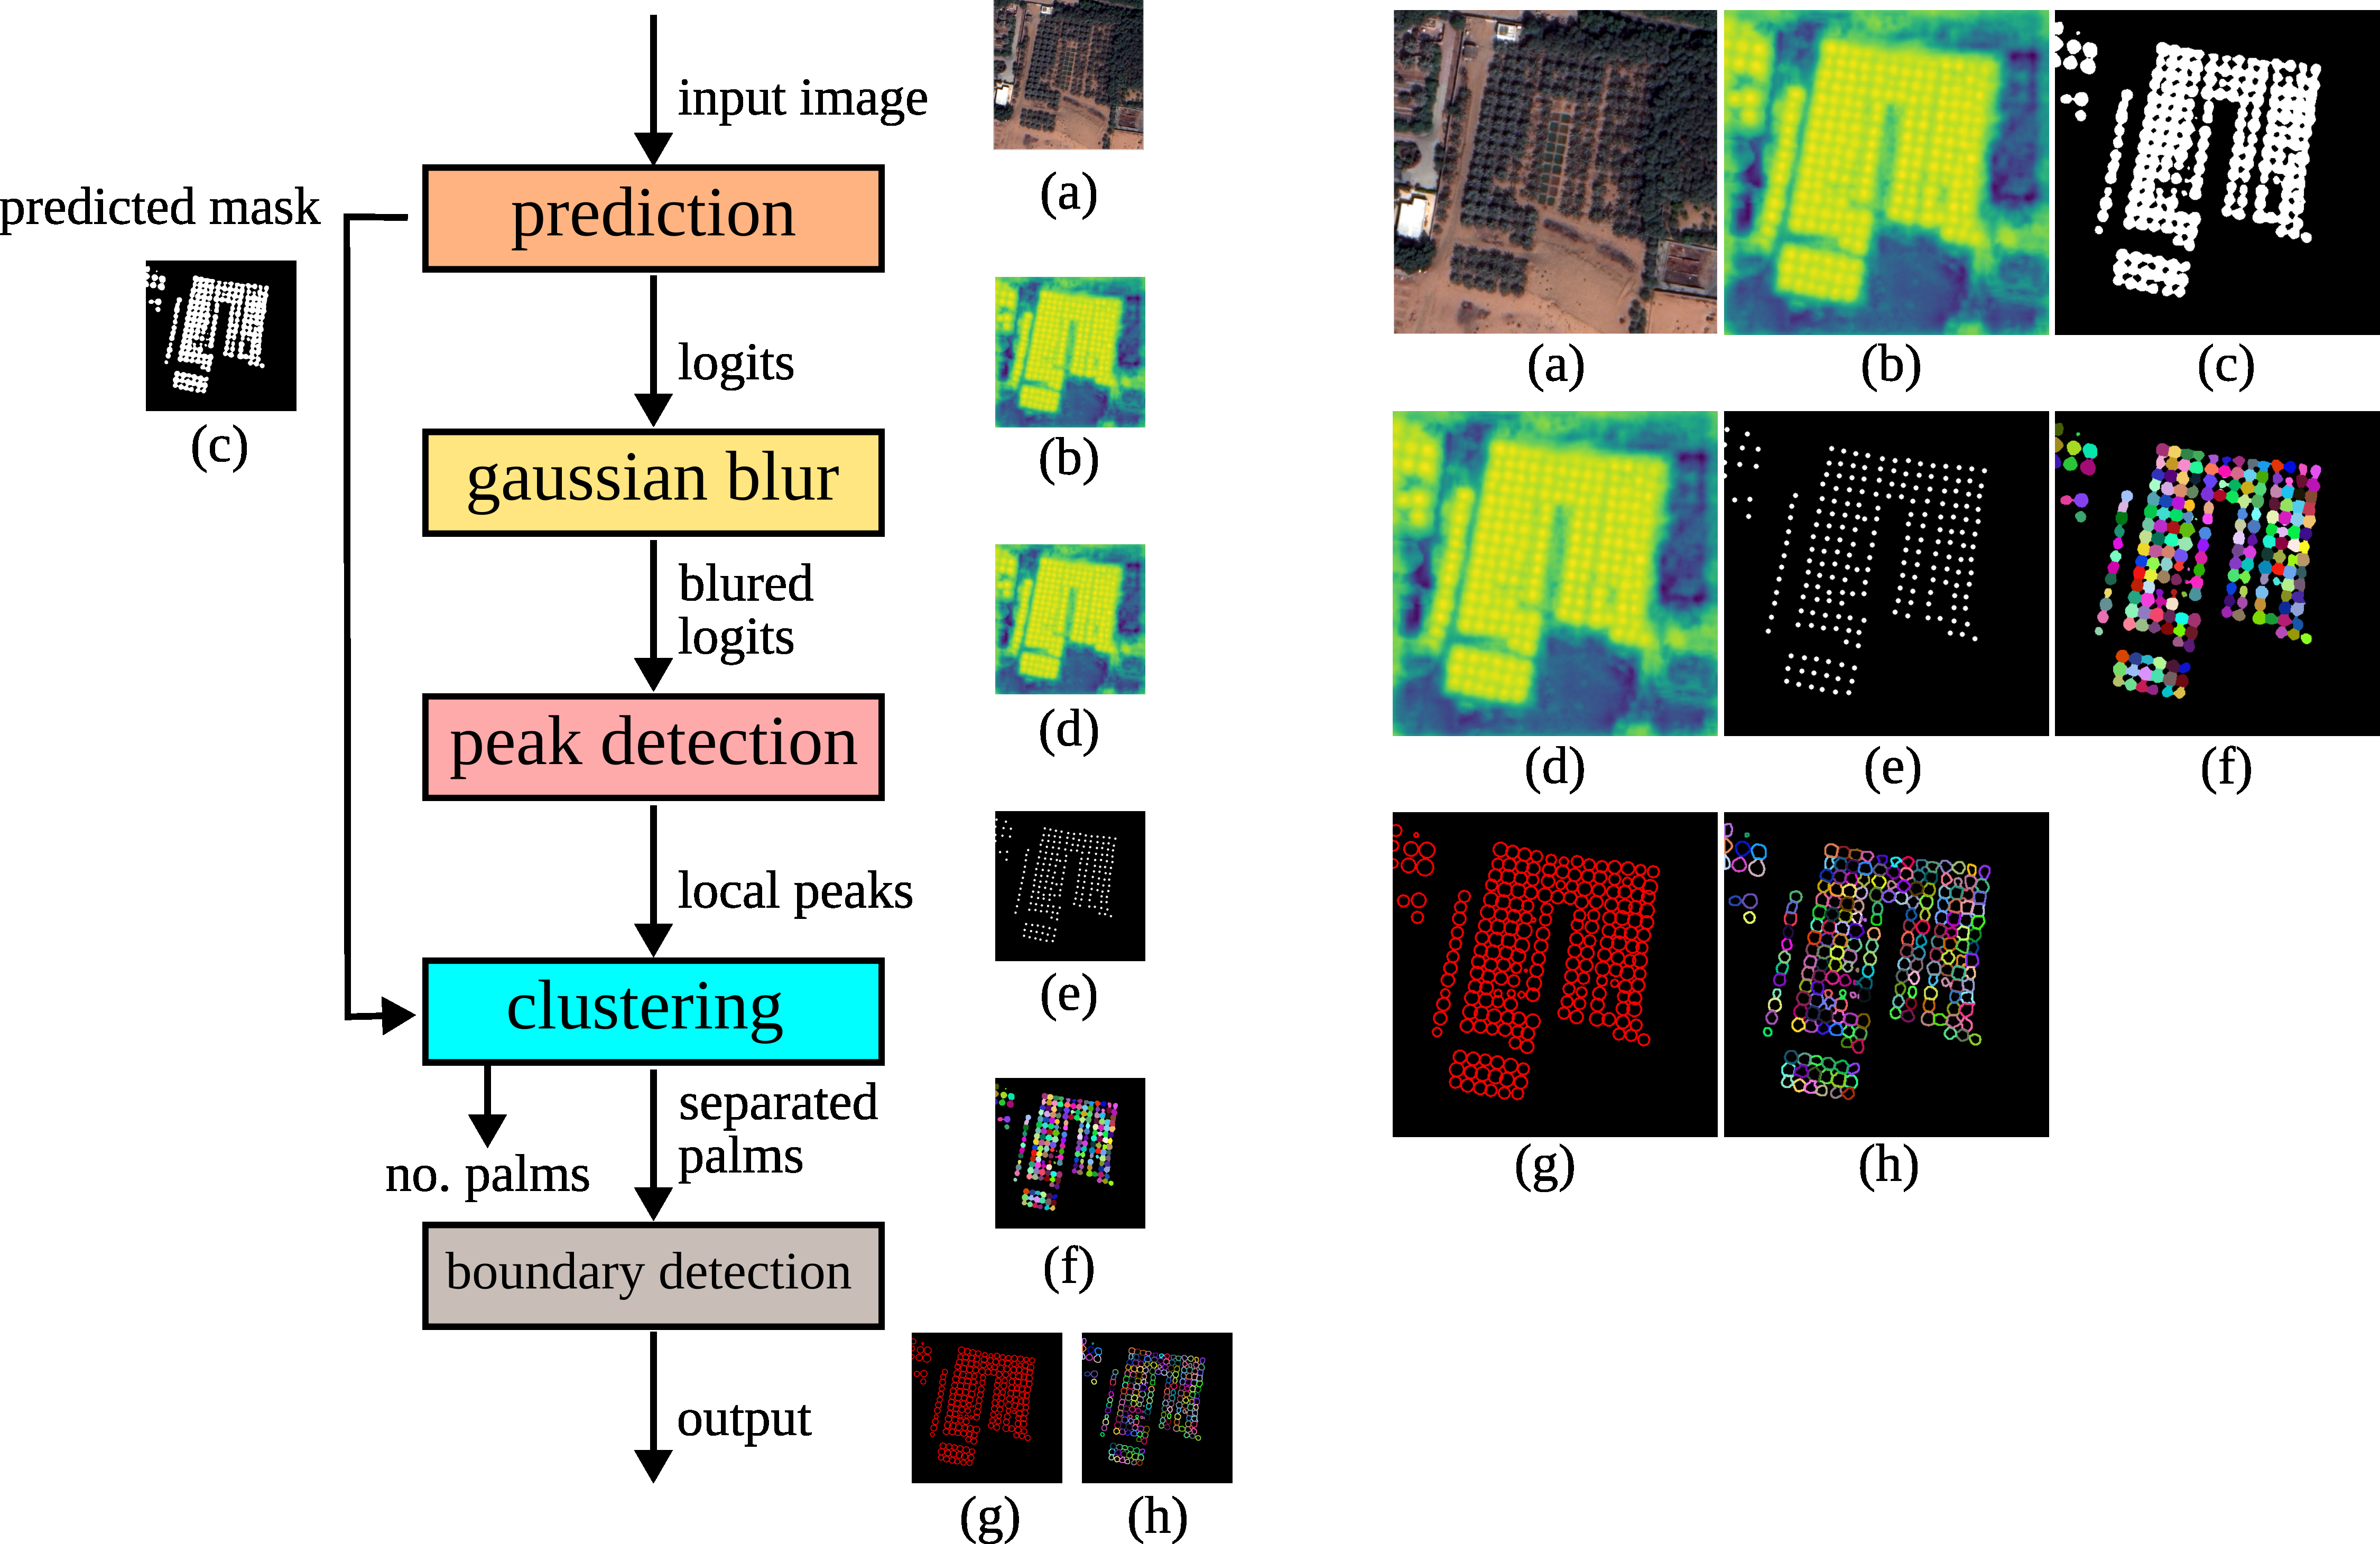 input image
(a)
predicted mask
prediction
(c)
logits
(b)
gaussian blur
blured
logits
(d)
peak detection
local peaks
(e)
clustering
no. palms
separated
palms
(f)
boundary detection
output
(g)
(h)
(a)
(b)
(c)
(d)
(e)
(f)
(g)
(h)